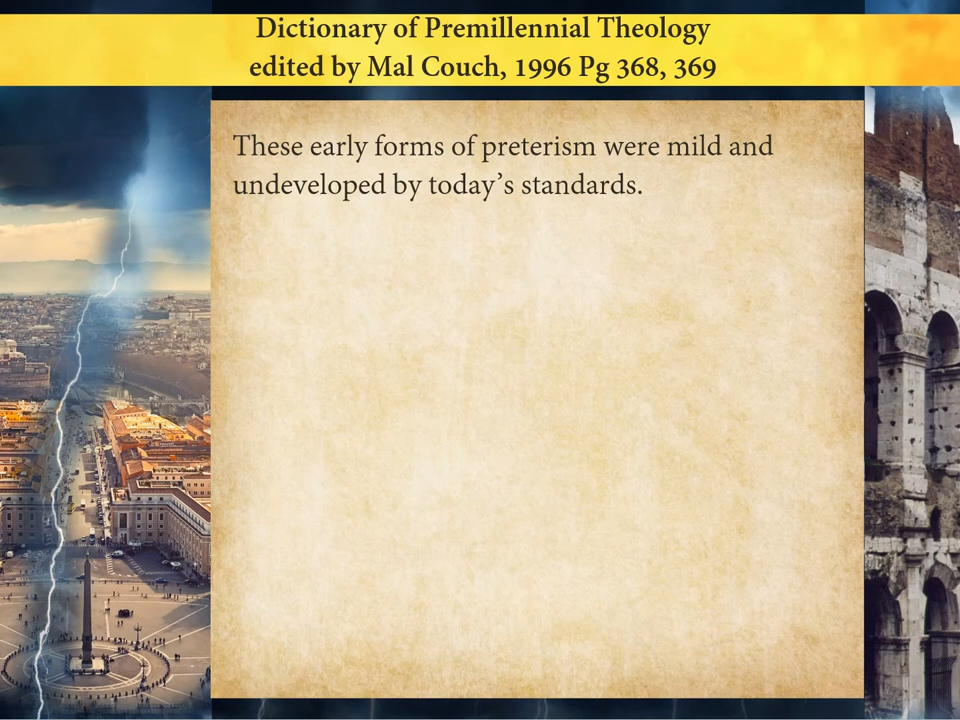 Dictionary of Premillennial Theology
edited by Mal Couch, 1996 Pg 368, 369
These early forms of preterism were mild and
undeveloped by today’s standards.